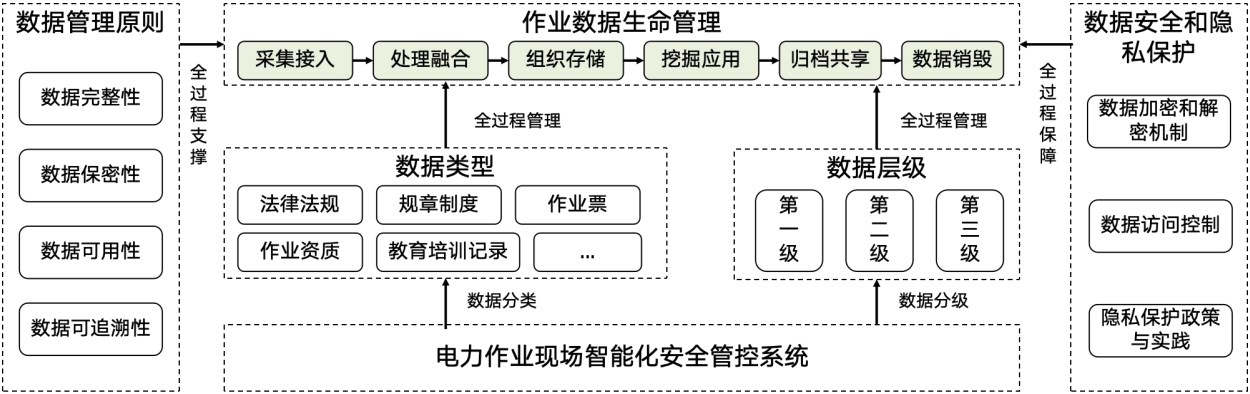 数据管理原则
数据完整性
数据保密性
数据可用性
数据可追溯性
全过程支撑
作业数据生命管理
采集接入
处理融合
组织存储
挖掘应用
归档共享
数据销毁
全过程管理
全过程管理
数据类型
法律法规
规章制度
作业票
作业资质
教育培训记录
...
数据层级
第一级
第二级
第三级
数据分类
数据分级
电力作业现场智能化安全管控系统
全过程保障
数据安全和隐
私保护
数据加密和解
密机制
数据访问控制
隐私保护政策
与实践